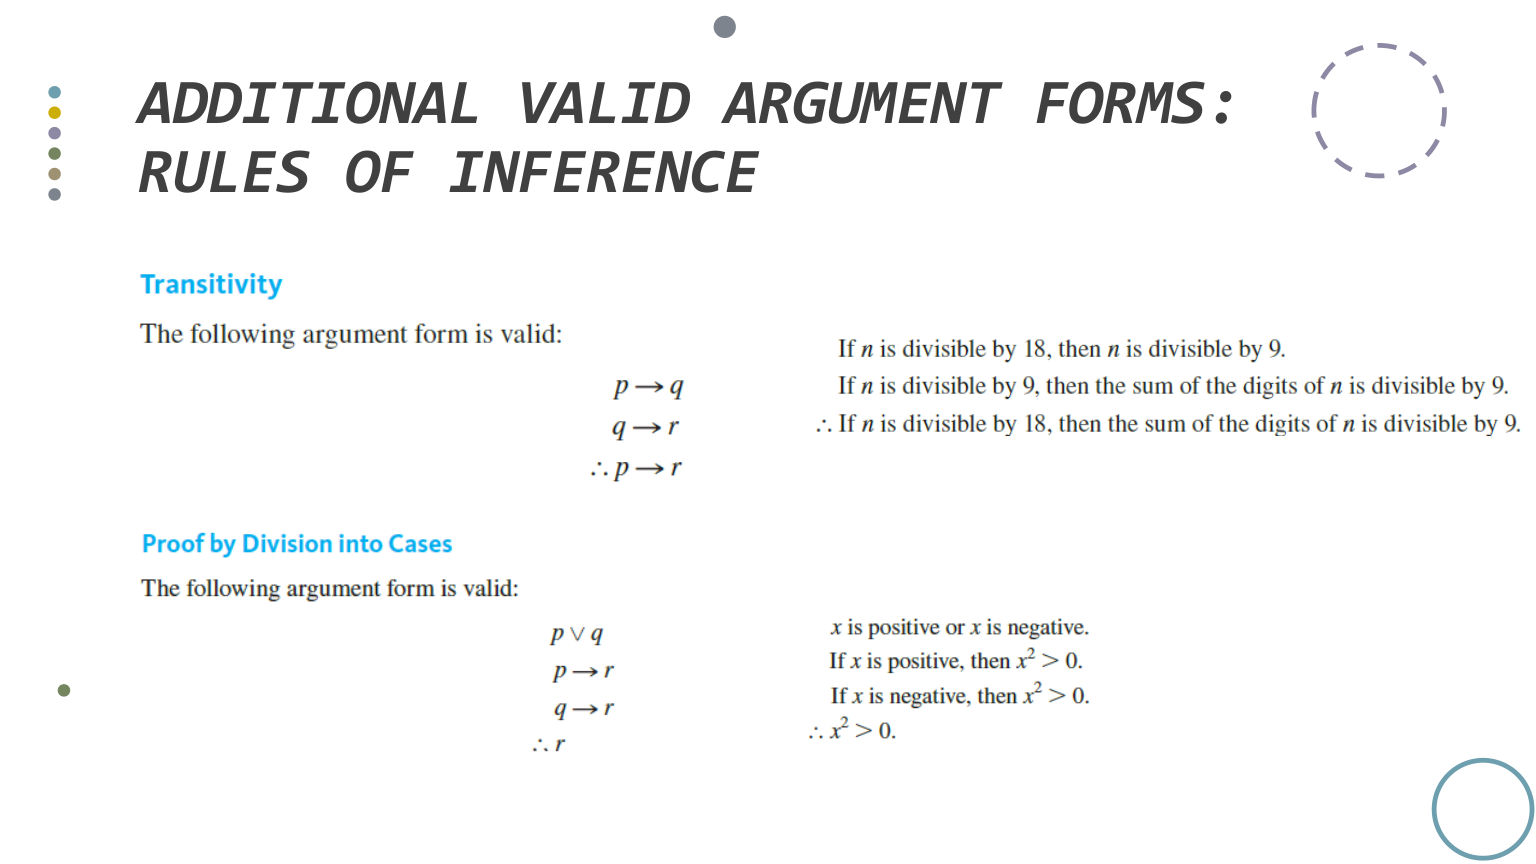 ADDITIONAL VALID ARGUMENT FORMS:
RULES OF INFERENCE
Transitivity
The following argument form is valid:
p → q
q → r
∴ p → r
If n is divisible by 18, then n is divisible by 9.
If n is divisible by 9, then the sum of the digits of n is divisible by 9.
∴ If n is divisible by 18, then the sum of the digits of n is divisible by 9.
Proof by Division into Cases
The following argument form is valid:
p ∨ q
p → r
q → r
∴ r
x is positive or x is negative.
If x is positive, then x² > 0.
If x is negative, then x² > 0.
∴ x² > 0.